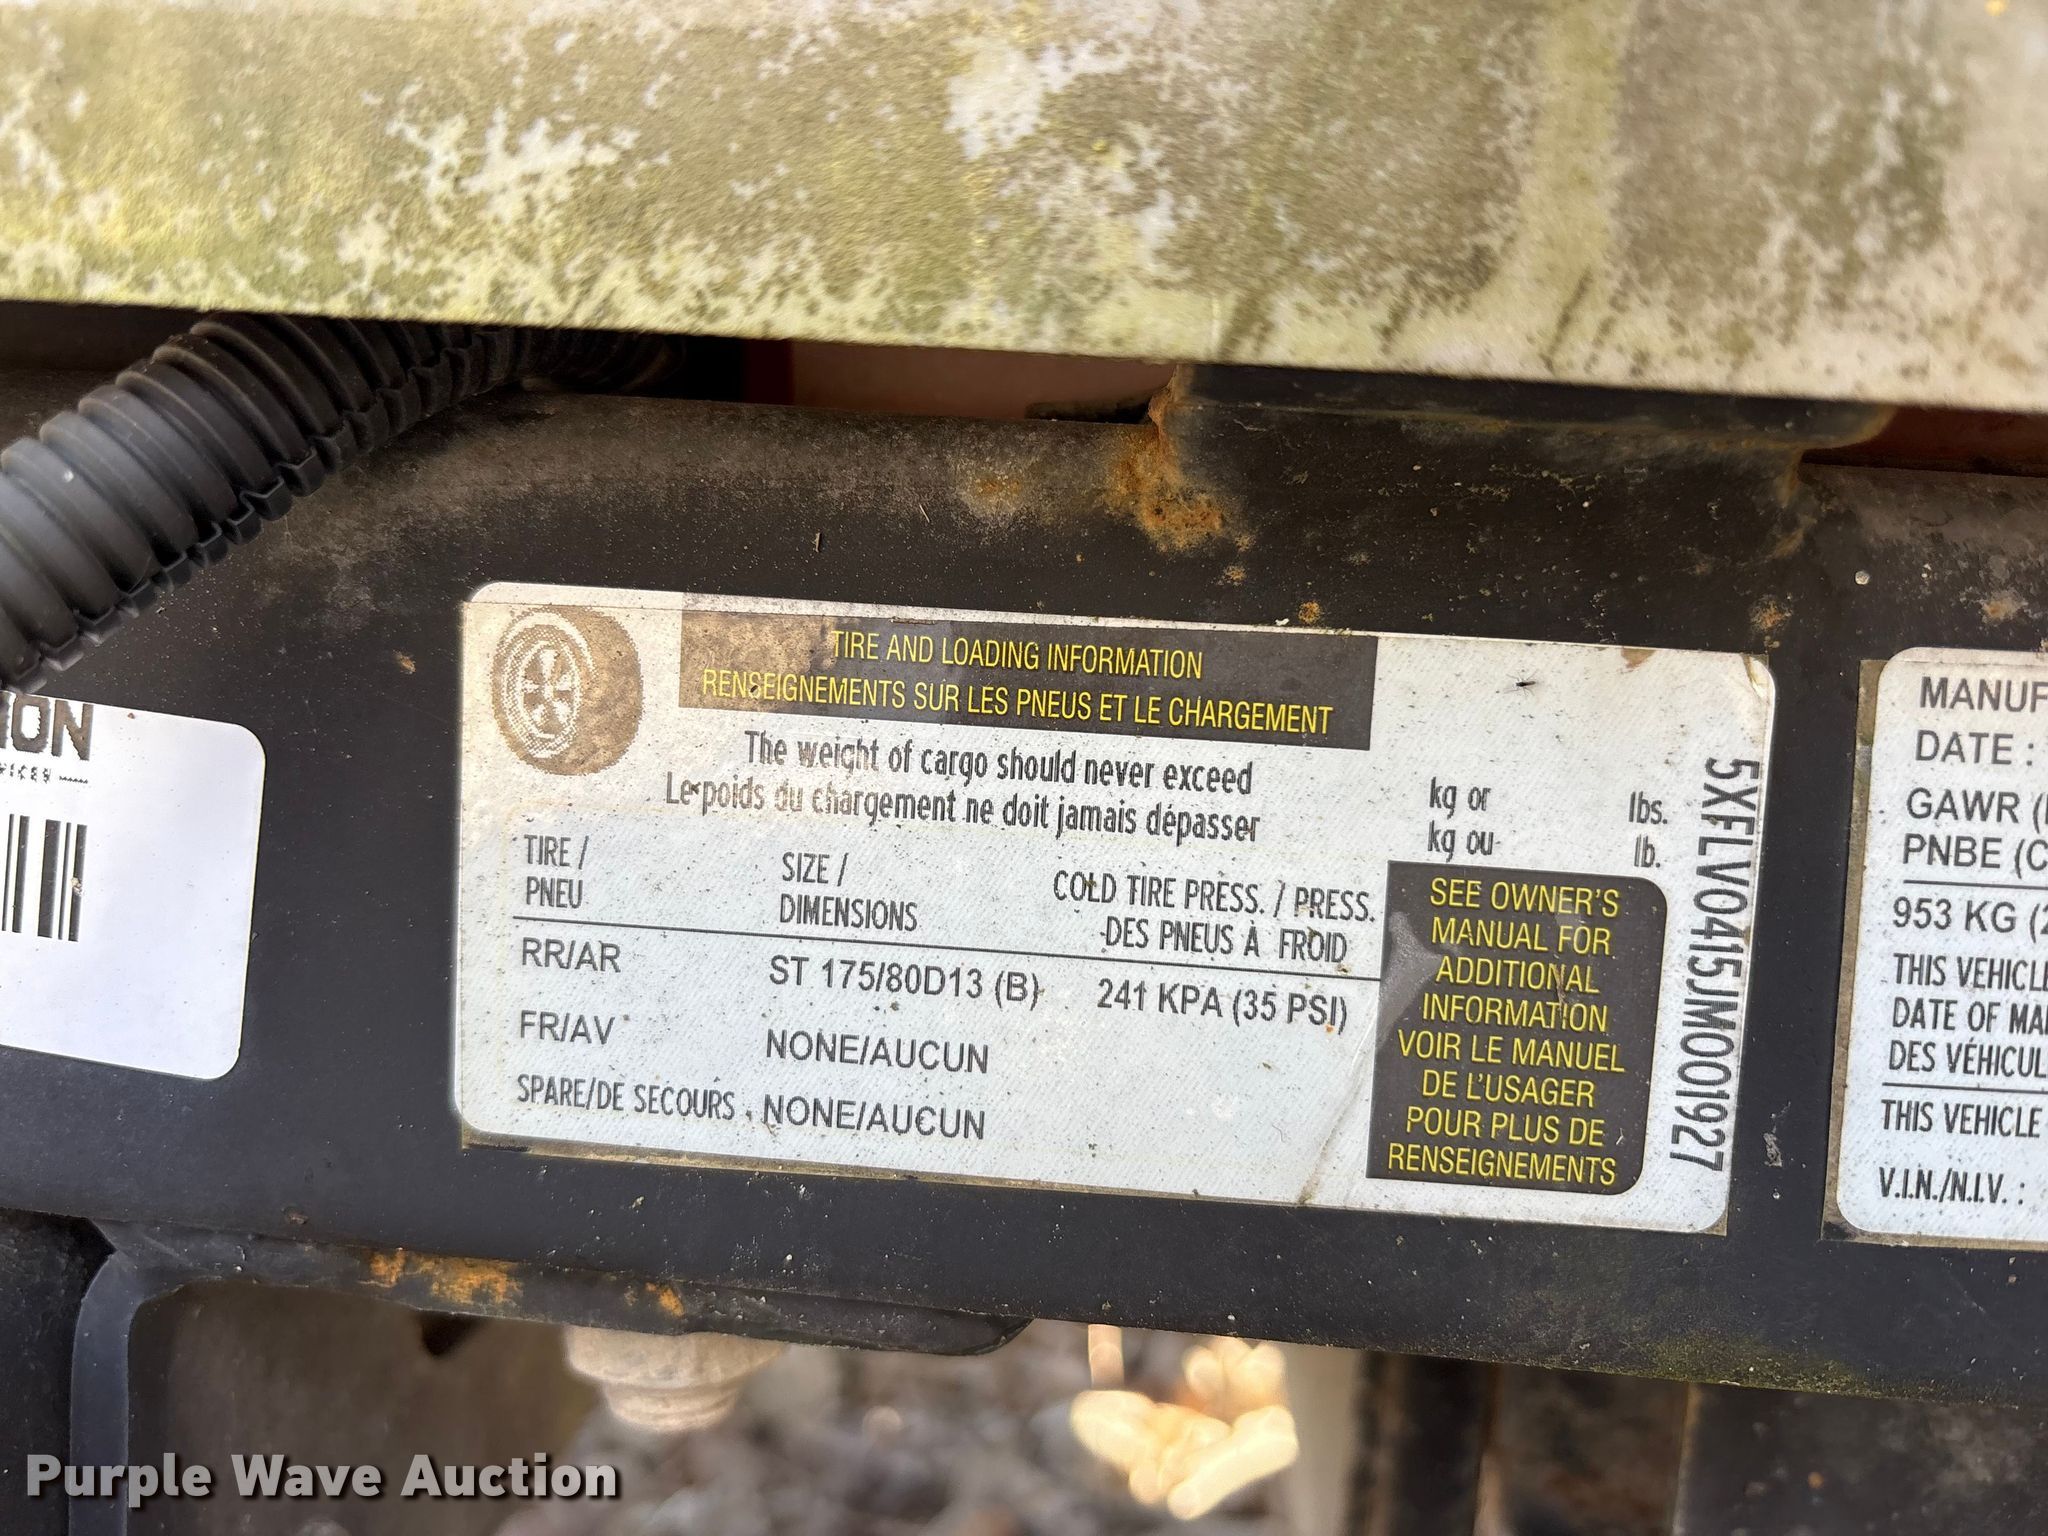 TIRE AND LOADING INFORMATION
RENSEIGNEMENTS SUR LES PNEUS ET LE CHARGEMENT
The weight of cargo should never exceed kg or lbs.
Le poids du chargement ne doit jamais dépasser kg ou lb.
TIRE / SIZE / COLD TIRE PRESS. / PRESS.
PNEU DIMENSIONS DES PNEUS À FROID
RR/AR ST 175/80D13 (B) 241 KPA (35 PSI)
FR/AV NONE/AUCUN
SPARE/DE SECOURS NONE/AUCUN
SEE OWNER'S
MANUAL FOR
ADDITIONAL
INFORMATION
VOIR LE MANUEL
DE L'USAGER
POUR PLUS DE
RENSEIGNEMENTS
5XFLV0415JM001927
MANUF
DATE :
GAWR (
PNBE (C
953 KG (2
THIS VEHICLE
DATE OF MA
DES VÉHICUL
THIS VEHICLE
V.I.N./N.I.V. :
Purple Wave Auction